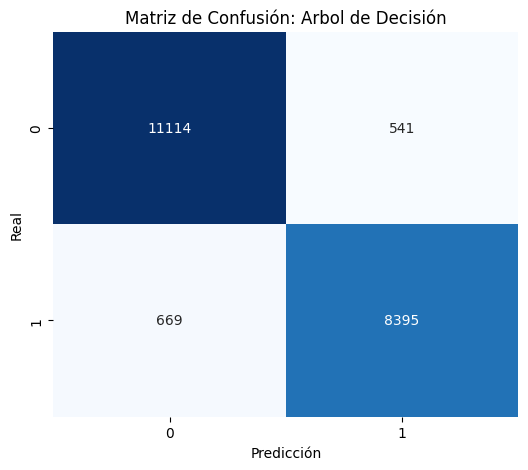 Matriz de Confusión: Arbol de Decisión
0
11114
541
Real
1
669
8395
0
1
Predicción